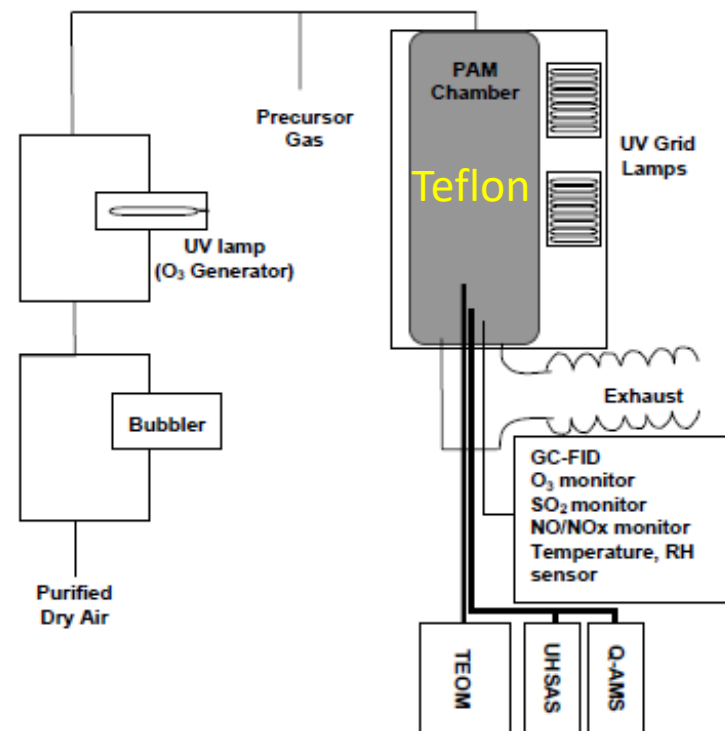 PAM
Chamber
Teflon
UV Grid
Lamps
Precursor
Gas
UV lamp
(O₃ Generator)
Bubbler
Purified
Dry Air
Exhaust
GC-FID
O₃ monitor
SO₂ monitor
NO/NOx monitor
Temperature, RH
sensor
TEOM
UHSAS
Q-AMS